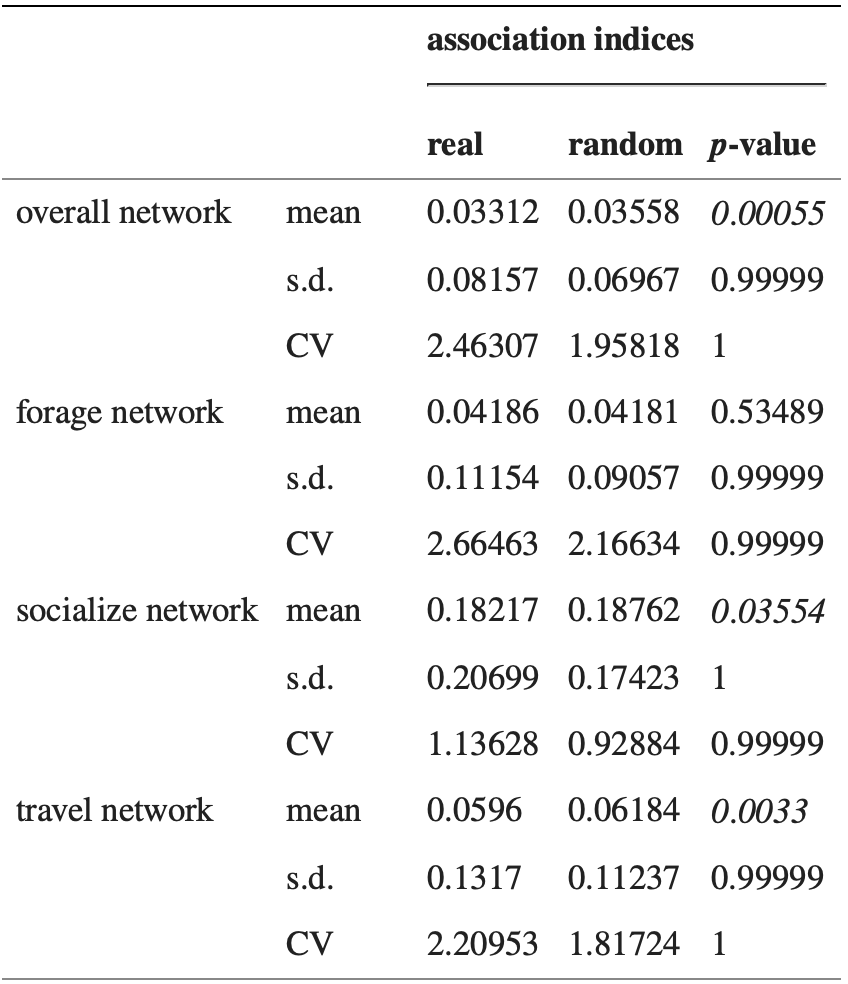 association indices
real random p-value
overall network mean 0.03312 0.03558 0.00055
s.d. 0.08157 0.06967 0.99999
CV 2.46307 1.95818 1
forage network mean 0.04186 0.04181 0.53489
s.d. 0.11154 0.09057 0.99999
CV 2.66463 2.16634 0.99999
socialize network mean 0.18217 0.18762 0.03554
s.d. 0.20699 0.17423 1
CV 1.13628 0.92884 0.99999
travel network mean 0.0596 0.06184 0.0033
s.d. 0.1317 0.11237 0.99999
CV 2.20953 1.81724 1